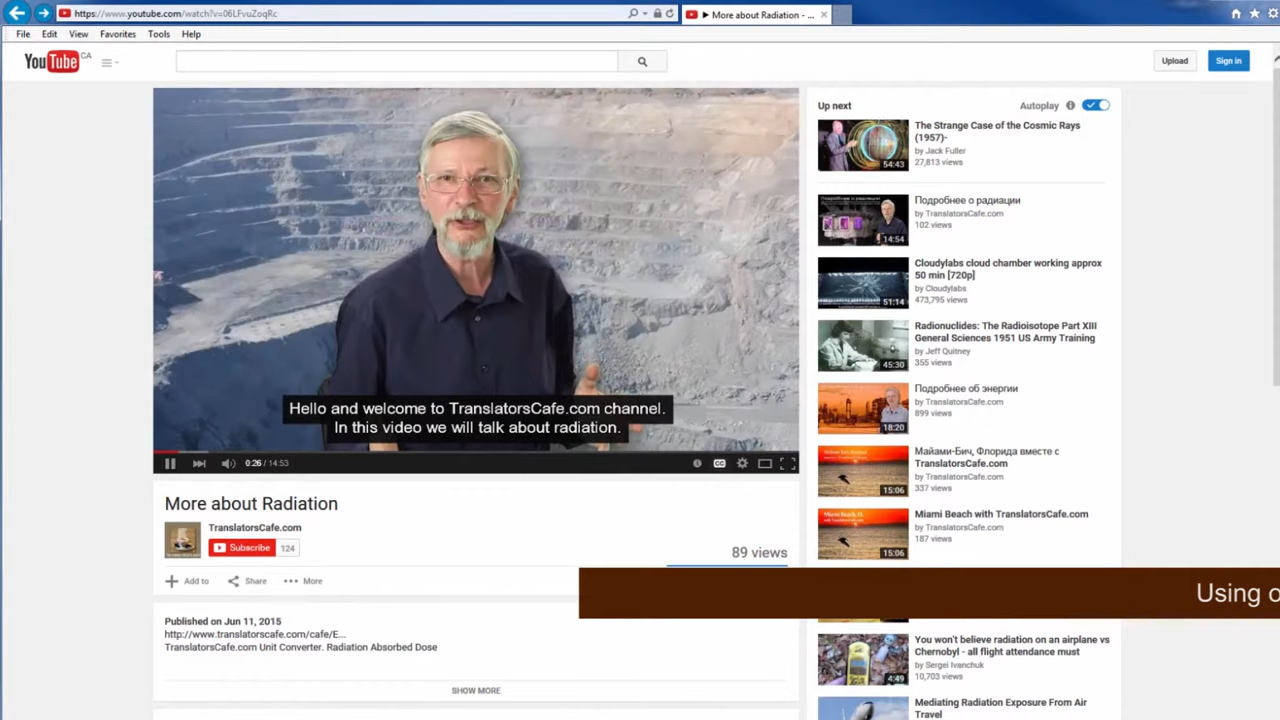 https://www.youtube.com/watch?v=06LFvuZoqRc
More about Radiation - ...
File Edit View Favorites Tools Help
YouTube CA
Upload
Sign in
Hello and welcome to TranslatorsCafe.com channel.
In this video we will talk about radiation.
0:26 / 14:53
CC
More about Radiation
TranslatorsCafe.com
Subscribe 124
89 views
Add to Share More
Published on Jun 11, 2015
http://www.translatorscafe.com/cafe/E...
TranslatorsCafe.com Unit Converter. Radiation Absorbed Dose
SHOW MORE
Up next
Autoplay
The Strange Case of the Cosmic Rays
(1957)-
by Jack Fuller
27,813 views
54:43
Подробнее о радиации
by TranslatorsCafe.com
102 views
14:54
Cloudylabs cloud chamber working approx
50 min [720p]
by Cloudylabs
473,795 views
51:14
Radionuclides: The Radioisotope Part XIII
General Sciences 1951 US Army Training
by Jeff Quitney
355 views
45:30
Подробнее об энергии
by TranslatorsCafe.com
899 views
18:20
Майами-Бич, Флорида вместе с
TranslatorsCafe.com
by TranslatorsCafe.com
337 views
15:06
Miami Beach with TranslatorsCafe.com
by TranslatorsCafe.com
187 views
15:06
Using o
You won't believe radiation on an airplane vs
Chernobyl - all flight attendance must
by Sergei Ivanchuk
10,703 views
4:49
Mediating Radiation Exposure From Air
Travel